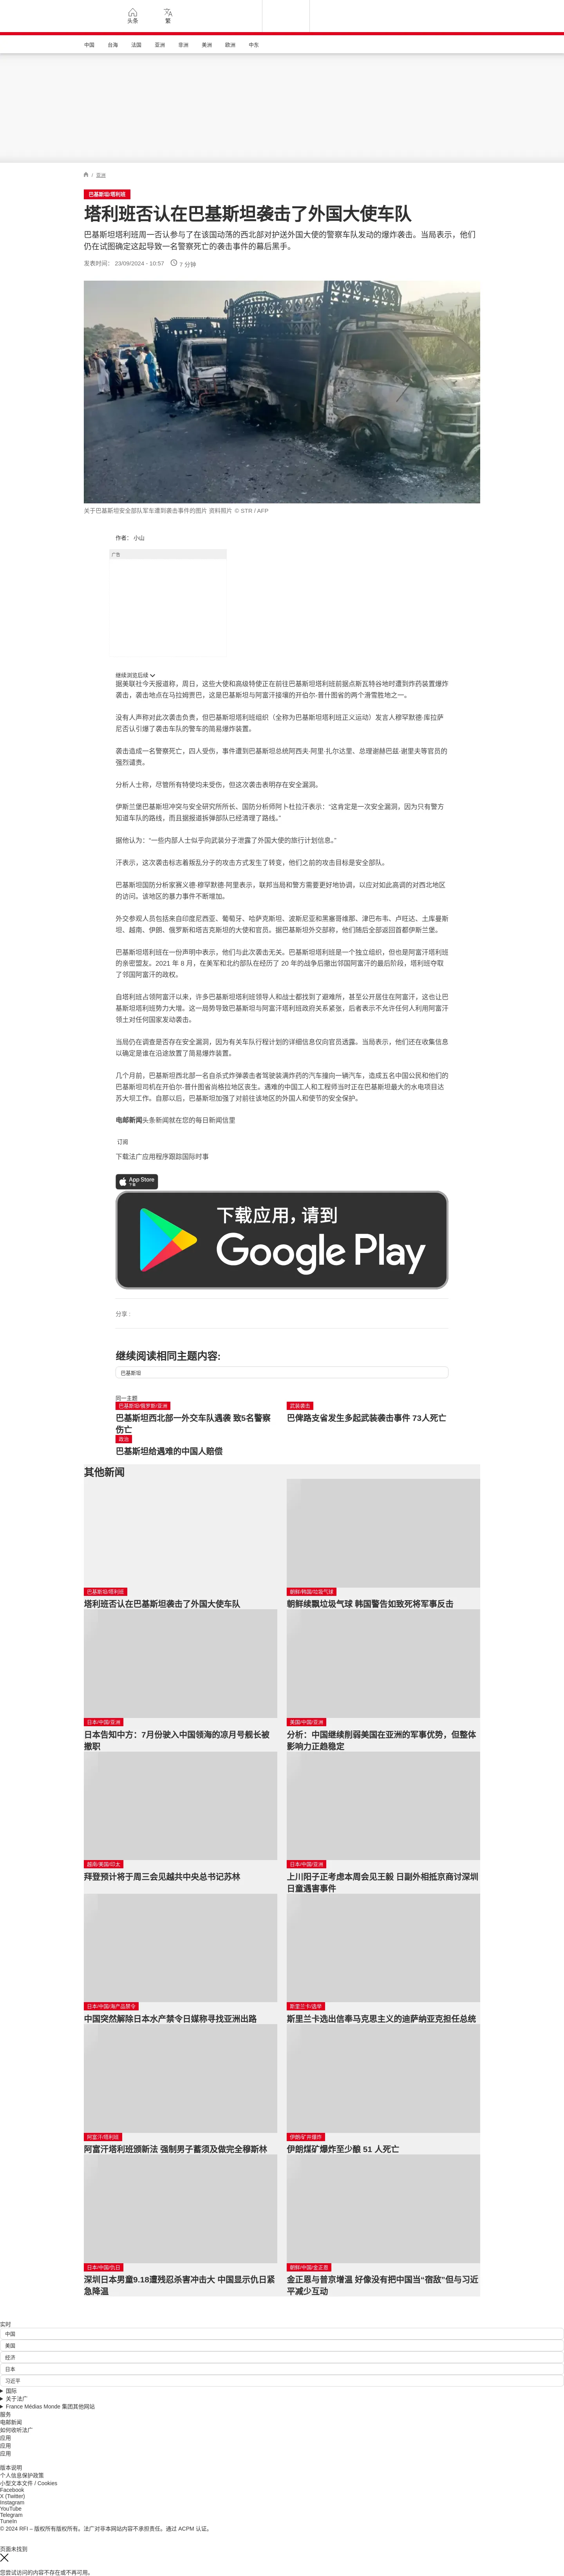 头条
繁
中国
台海
法国
亚洲
非洲
美洲
欧洲
中东
/ 亚洲
巴基斯坦/塔利班
塔利班否认在巴基斯坦袭击了外国大使车队
巴基斯坦塔利班周一否认参与了在该国动荡的西北部对护送外国大使的警察车队发动的爆炸袭击。当局表示，他们
仍在试图确定这起导致一名警察死亡的袭击事件的幕后黑手。
发表时间： 23/09/2024 - 10:57 7 分钟
关于巴基斯坦安全部队军车遭到袭击事件的图片 资料照片 © STR / AFP
作者： 小山
广告
继续浏览后续
据美联社今天报道称，周日，这些大使和高级特使正在前往巴基斯坦塔利班前据点斯瓦特谷地时遭到炸药装置爆炸
袭击，袭击地点在马拉姆贾巴，这是巴基斯坦与阿富汗接壤的开伯尔-普什图省的两个滑雪胜地之一。
没有人声称对此次袭击负责，但巴基斯坦塔利班组织（全称为巴基斯坦塔利班正义运动）发言人穆罕默德·库拉萨
尼否认引爆了袭击车队的警车的简易爆炸装置。
袭击造成一名警察死亡，四人受伤，事件遭到巴基斯坦总统阿西夫·阿里·扎尔达里、总理谢赫巴兹·谢里夫等官员的
强烈谴责。
分析人士称，尽管所有特使均未受伤，但这次袭击表明存在安全漏洞。
伊斯兰堡巴基斯坦冲突与安全研究所所长、国防分析师阿卜杜拉汗表示：“这肯定是一次安全漏洞，因为只有警方
知道车队的路线，而且据报道拆弹部队已经清理了路线。”
据他认为：“一些内部人士似乎向武装分子泄露了外国大使的旅行计划信息。”
汗表示，这次袭击标志着叛乱分子的攻击方式发生了转变，他们之前的攻击目标是安全部队。
巴基斯坦国防分析家赛义德·穆罕默德·阿里表示，联邦当局和警方需要更好地协调，以应对如此高调的对西北地区
的访问。该地区的暴力事件不断增加。
外交参观人员包括来自印度尼西亚、葡萄牙、哈萨克斯坦、波斯尼亚和黑塞哥维那、津巴布韦、卢旺达、土库曼斯
坦、越南、伊朗、俄罗斯和塔吉克斯坦的大使和官员。据巴基斯坦外交部称，他们随后全部返回首都伊斯兰堡。
巴基斯坦塔利班在一份声明中表示，他们与此次袭击无关。巴基斯坦塔利班是一个独立组织，但也是阿富汗塔利班
的亲密盟友。2021 年 8 月，在美军和北约部队在经历了 20 年的战争后撤出邻国阿富汗的最后阶段，塔利班夺取
了邻国阿富汗的政权。
自塔利班占领阿富汗以来，许多巴基斯坦塔利班领导人和战士都找到了避难所，甚至公开居住在阿富汗，这也让巴
基斯坦塔利班势力大增。这一局势导致巴基斯坦与阿富汗塔利班政府关系紧张，后者表示不允许任何人利用阿富汗
领土对任何国家发动袭击。
当局仍在调查是否存在安全漏洞，因为有关车队行程计划的详细信息仅向官员透露。当局表示，他们还在收集信息
以确定是谁在沿途放置了简易爆炸装置。
几个月前，巴基斯坦西北部一名自杀式炸弹袭击者驾驶装满炸药的汽车撞向一辆汽车，造成五名中国公民和他们的
巴基斯坦司机在开伯尔-普什图省尚格拉地区丧生。遇难的中国工人和工程师当时正在巴基斯坦最大的水电项目达
苏大坝工作。自那以后，巴基斯坦加强了对前往该地区的外国人和使节的安全保护。
电邮新闻头条新闻就在您的每日新闻信里
订阅
下载法广应用程序跟踪国际时事
App Store
下载
下载应用，请到
Google Play
分享 :
继续阅读相同主题内容:
巴基斯坦
同一主题
巴基斯坦/俄罗斯/亚洲
巴基斯坦西北部一外交车队遇袭 致5名警察
伤亡
武装袭击
巴俾路支省发生多起武装袭击事件 73人死亡
政治
巴基斯坦给遇难的中国人赔偿
其他新闻
巴基斯坦/塔利班
塔利班否认在巴基斯坦袭击了外国大使车队
朝鲜/韩国/垃圾气球
朝鲜续飘垃圾气球 韩国警告如致死将军事反击
日本/中国/亚洲
日本告知中方：7月份驶入中国领海的凉月号舰长被
撤职
美国/中国/亚洲
分析：中国继续削弱美国在亚洲的军事优势，但整体
影响力正趋稳定
越南/美国/印太
拜登预计将于周三会见越共中央总书记苏林
日本/中国/亚洲
上川阳子正考虑本周会见王毅 日副外相抵京商讨深圳
日童遇害事件
日本/中国/海产品禁令
中国突然解除日本水产禁令日媒称寻找亚洲出路
斯里兰卡/选举
斯里兰卡选出信奉马克思主义的迪萨纳亚克担任总统
阿富汗/塔利班
阿富汗塔利班颁新法 强制男子蓄须及做完全穆斯林
伊朗/矿井爆炸
伊朗煤矿爆炸至少酿 51 人死亡
日本/中国/仇日
深圳日本男童9.18遭残忍杀害冲击大 中国显示仇日紧
急降温
朝鲜/中国/金正恩
金正恩与普京增温 好像没有把中国当“宿敌”但与习近
平减少互动
实时
中国
美国
经济
日本
习近平
国际
关于法广
France Médias Monde 集团其他网站
服务
电邮新闻
如何收听法广
应用
应用
应用
版本说明
个人信息保护政策
小型文本文件 / Cookies
Facebook
X (Twitter)
Instagram
YouTube
Telegram
TuneIn
© 2024 RFI – 版权所有版权所有。法广对非本网站内容不承担责任。通过 ACPM 认证。
页面未找到
您尝试访问的内容不存在或不再可用。